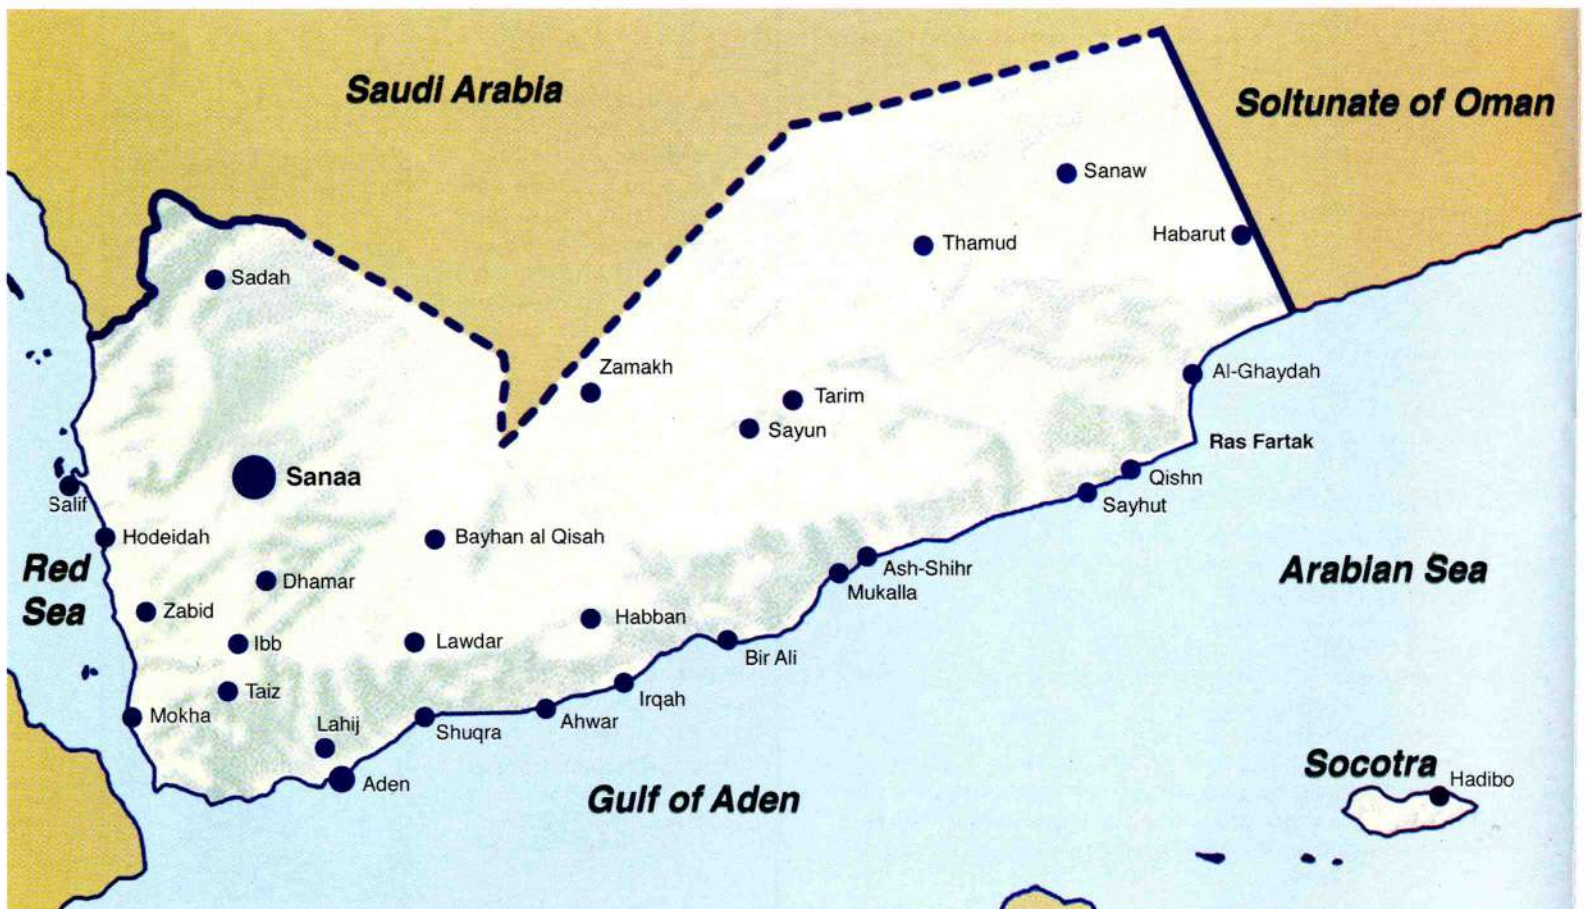 Saudi Arabia
Soltunate of Oman
Sanaw
Habarut
Thamud
Sadah
Zamakh
Al-Ghaydah
Tarim
Sayun
Ras Fartak
Sanaa
Qishn
Salif
Sayhut
Hodeidah
Bayhan al Qisah
Red
Sea
Arabian Sea
Ash-Shihr
Dhamar
Mukalla
Zabid
Habban
Ibb
Lawdar
Bir Ali
Taiz
Irqah
Mokha
Ahwar
Lahij
Shuqra
Socotra
Hadibo
Aden
Gulf of Aden